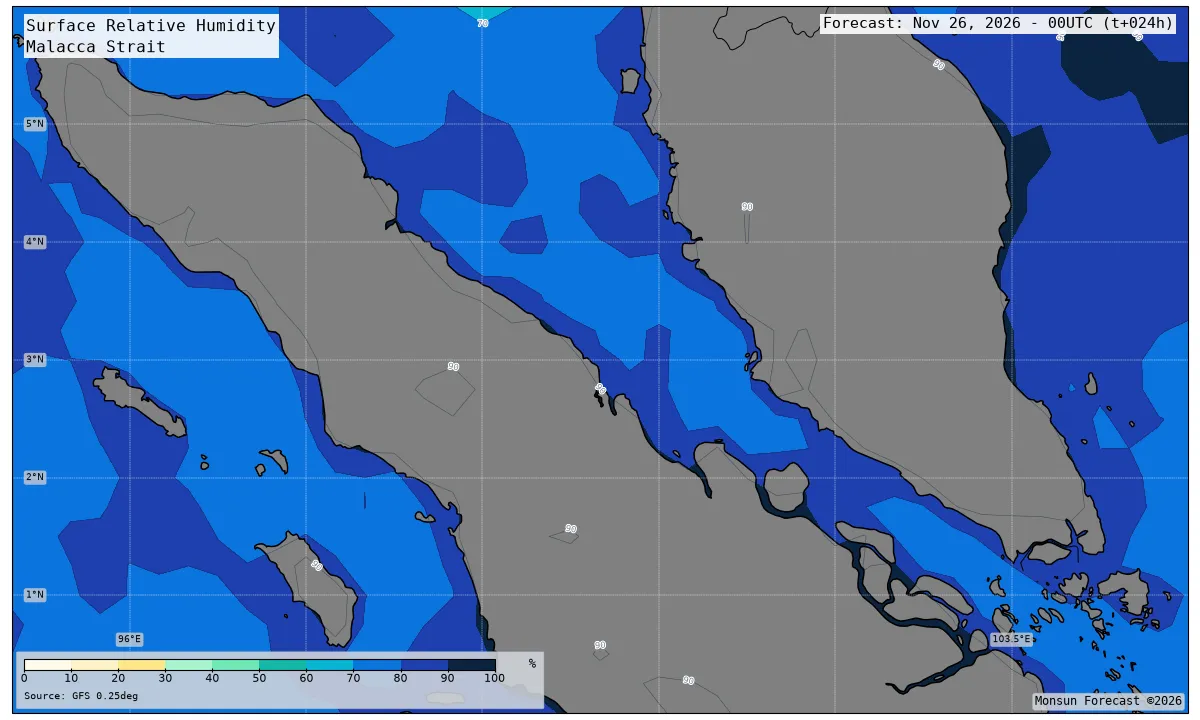 Surface Relative Humidity
Malacca Strait
Forecast: Nov 26, 2026 - 00UTC (t+024h)
70
90
5°N
90
4°N
3°N
90
90
2°N
90
90
1°N
96°E
103.5°E
90
90
%
0 10 20 30 40 50 60 70 80 90 100
Source: GFS 0.25deg
Monsun Forecast ©2026